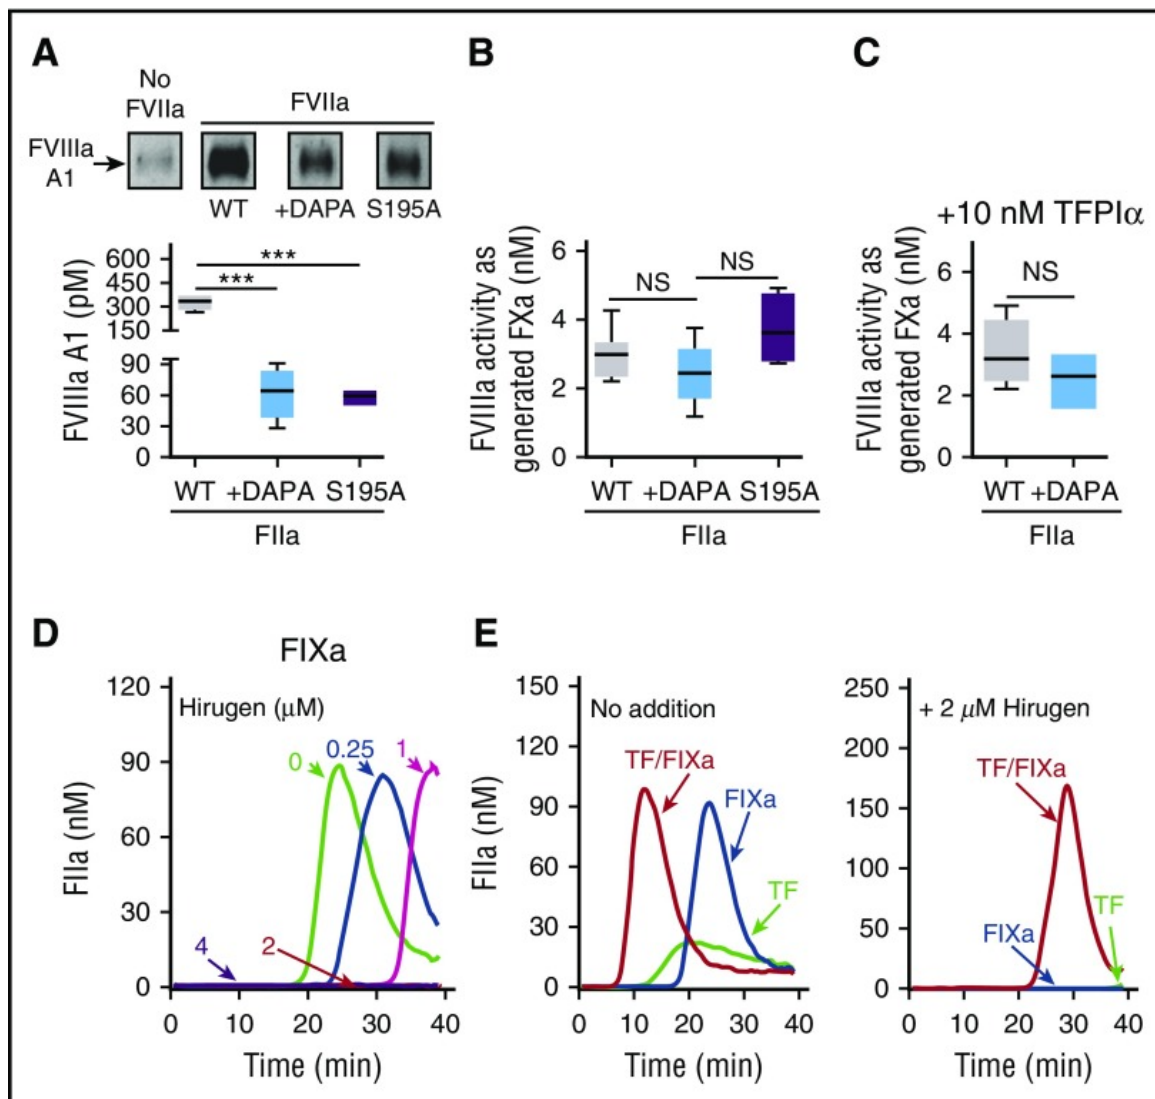 A
No
FVIIa
FVIIa
FVIIIa
A1
WT
+DAPA
S195A
FVIIIa A1 (pM)
600
450
300
150
90
60
30
0
***
***
WT
+DAPA
S195A
FIIa
B
FVIIIa activity as
generated FXa (nM)
6
4
2
0
NS
NS
WT
+DAPA
S195A
FIIa
C
+10 nM TFPIα
FVIIIa activity as
generated FXa (nM)
6
4
2
0
NS
WT
+DAPA
FIIa
D
FIXa
Hirugen (μM)
FIIa (nM)
120
90
60
30
0
0
0.25
1
4
2
0 10 20 30 40
Time (min)
E
No addition
FIIa (nM)
150
120
90
60
30
0
TF/FIXa
FIXa
TF
0 10 20 30 40
Time (min)
+ 2 μM Hirugen
250
200
150
100
50
0
TF/FIXa
FIXa
TF
0 10 20 30 40
Time (min)